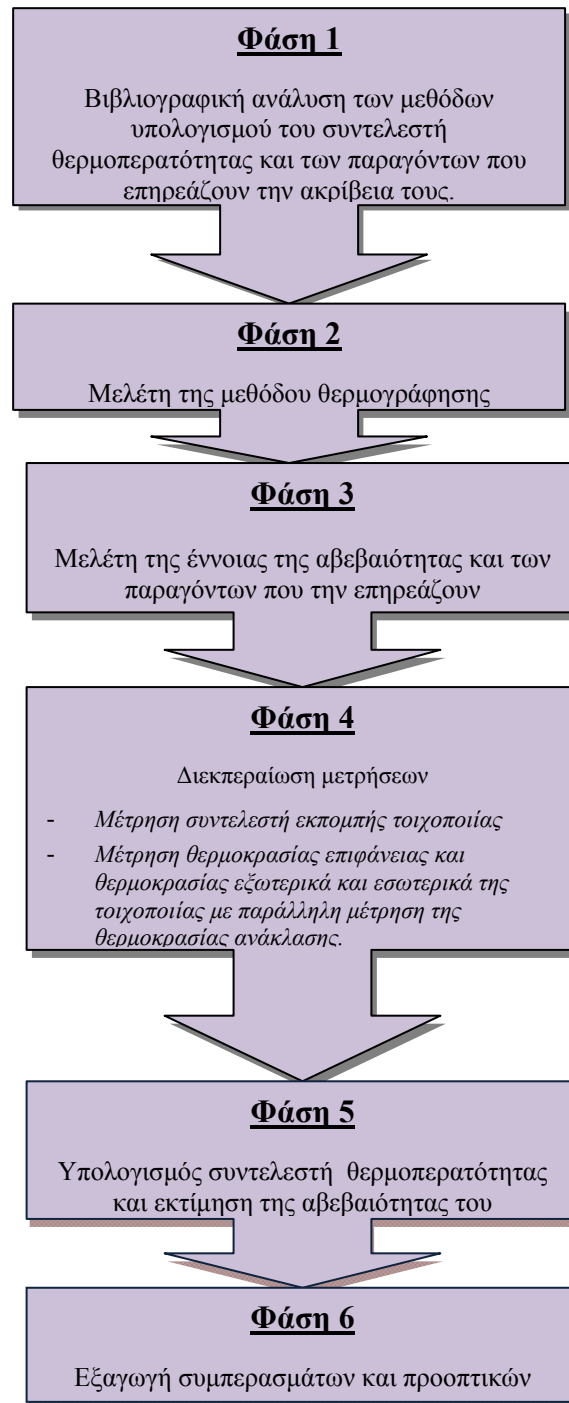 Φάση 1
Βιβλιογραφική ανάλυση των μεθόδων
υπολογισμού του συντελεστή
θερμοπερατότητας και των παραγόντων που
επηρεάζουν την ακρίβεια τους.
Φάση 2
Μελέτη της μεθόδου θερμογράφησης
Φάση 3
Μελέτη της έννοιας της αβεβαιότητας και των
παραγόντων που την επηρεάζουν
Φάση 4
Διεκπεραίωση μετρήσεων
- Μέτρηση συντελεστή εκπομπής τοιχοποιίας
- Μέτρηση θερμοκρασίας επιφάνειας και
θερμοκρασίας εξωτερικά και εσωτερικά της
τοιχοποιίας με παράλληλη μέτρηση της
θερμοκρασίας ανάκλασης.
Φάση 5
Υπολογισμός συντελεστή θερμοπερατότητας
και εκτίμηση της αβεβαιότητας του
Φάση 6
Εξαγωγή συμπερασμάτων και προοπτικών